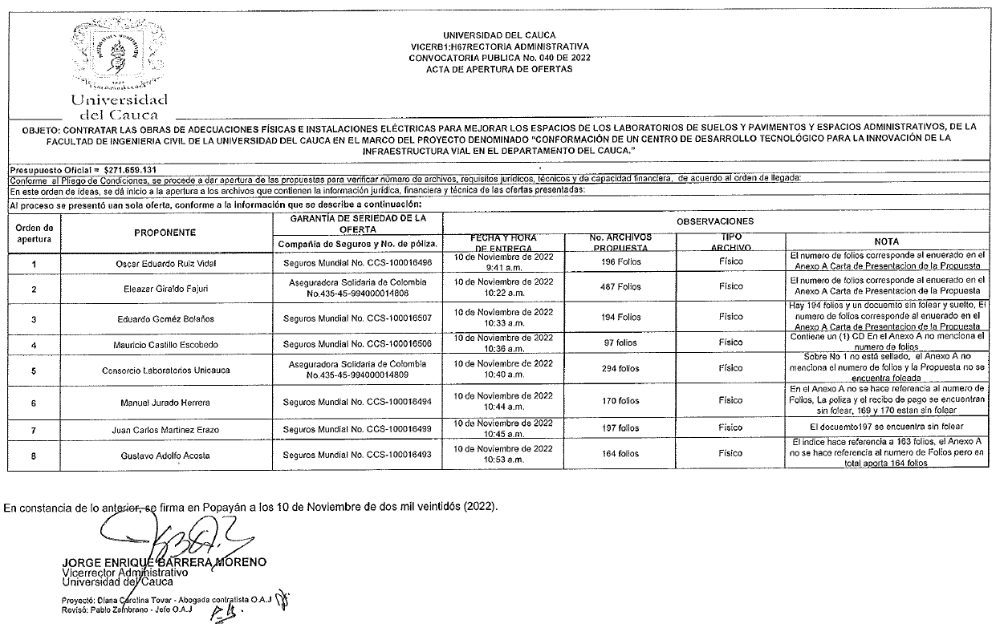 Universidad
del Cauca
UNIVERSIDAD DEL CAUCA
VICERB1:H67RECTORIA ADMINISTRATIVA
CONVOCATORIA PUBLICA No. 040 DE 2022
ACTA DE APERTURA DE OFERTAS
OBJETO: CONTRATAR LAS OBRAS DE ADECUACIONES FÍSICAS E INSTALACIONES ELÉCTRICAS PARA MEJORAR LOS ESPACIOS DE LOS LABORATORIOS DE SUELOS Y PAVIMENTOS Y ESPACIOS ADMINISTRATIVOS, DE LA
FACULTAD DE INGENIERIA CIVIL DE LA UNIVERSIDAD DEL CAUCA EN EL MARCO DEL PROYECTO DENOMINADO “CONFORMACIÓN DE UN CENTRO DE DESARROLLO TECNOLÓGICO PARA LA INNOVACIÓN DE LA
INFRAESTRUCTURA VIAL EN EL DEPARTAMENTO DEL CAUCA.”
Presupuesto Oficial = $271.659.131
Conforme al Pliego de Condiciones, se procede a dar apertura de las propuestas para verificar número de archivos, requisitos jurídicos, técnicos y de capacidad financiera, de acuerdo al orden de llegada:
En este orden de ideas, se dá inicio a la apertura a los archivos que contienen la información jurídica, financiera y técnica de las ofertas presentadas:
Al proceso se presentó uan sola oferta, conforme a la información que se describe a continuación:
Orden de apertura PROPONENTE GARANTÍA DE SERIEDAD DE LA OFERTA OBSERVACIONES
Compañía de Seguros y No. de póliza. FECHA Y HORA DE ENTREGA No. ARCHIVOS PROPUESTA TIPO ARCHIVO NOTA
1 Oscar Eduardo Ruiz Vidal Seguros Mundial No. CCS-100016496 10 de Noviembre de 2022 9:41 a.m. 196 Folios Físico El numero de folios corresponde al enuerado en el Anexo A Carta de Presentacion de la Propuesta
2 Eleazar Giraldo Fajuri Aseguradora Solidaria de Colombia No.435-45-994000014808 10 de Noviembre de 2022 10:22 a.m. 487 Folios Físico El numero de folios corresponde al enuerado en el Anexo A Carta de Presentacion de la Propuesta
3 Eduardo Goméz Bolaños Seguros Mundial No. CCS-100016507 10 de Noviembre de 2022 10:33 a.m. 194 Folios Físico Hay 194 folios y un docuemto sin folear y suelto, El numero de folios corresponde al enuerado en el Anexo A Carta de Presentacion de la Propuesta
4 Mauricio Castillo Escobedo Seguros Mundial No. CCS-100016506 10 de Noviembre de 2022 10:36 a.m. 97 folios Físico Contiene un (1) CD En el Anexo A no menciona el numero de folios
5 Consorcio Laboratorios Unicauca Aseguradora Solidaria de Colombia No.435-45-994000014809 10 de Noviembre de 2022 10:40 a.m. 294 folios Físico Sobre No 1 no está sellado, el Anexo A no menciona el numero de folios y la Propuesta no se encuentra foleada
6 Manuel Jurado Herrera Seguros Mundial No. CCS-100016494 10 de Noviembre de 2022 10:44 a.m. 170 folios Físico En el Anexo A no se hace referencia al numero de Folios, La poliza y el recibo de pago se encuentran sin folear, 169 y 170 estan sin folear
7 Juan Carlos Martinez Erazo Seguros Mundial No. CCS-100016499 10 de Noviembre de 2022 10:45 a.m. 197 folios Físico El docuemto197 se encuentra sin folear
8 Gustavo Adolfo Acosta Seguros Mundial No. CCS-100016493 10 de Noviembre de 2022 10:53 a.m. 164 folios Físico El indice hace referencia a 163 folios, el Anexo A no se hace referencia al numero de Folios pero en total aporta 164 folios
En constancia de lo anterior, se firma en Popayán a los 10 de Noviembre de dos mil veintidós (2022).
JORGE ENRIQUE BARRERA MORENO
Vicerrector Administrativo
Universidad del Cauca
Proyectó: Diana Carolina Tovar - Abogada contratista O.A.J
Revisó: Pablo Zambrano - Jefe O.A.J